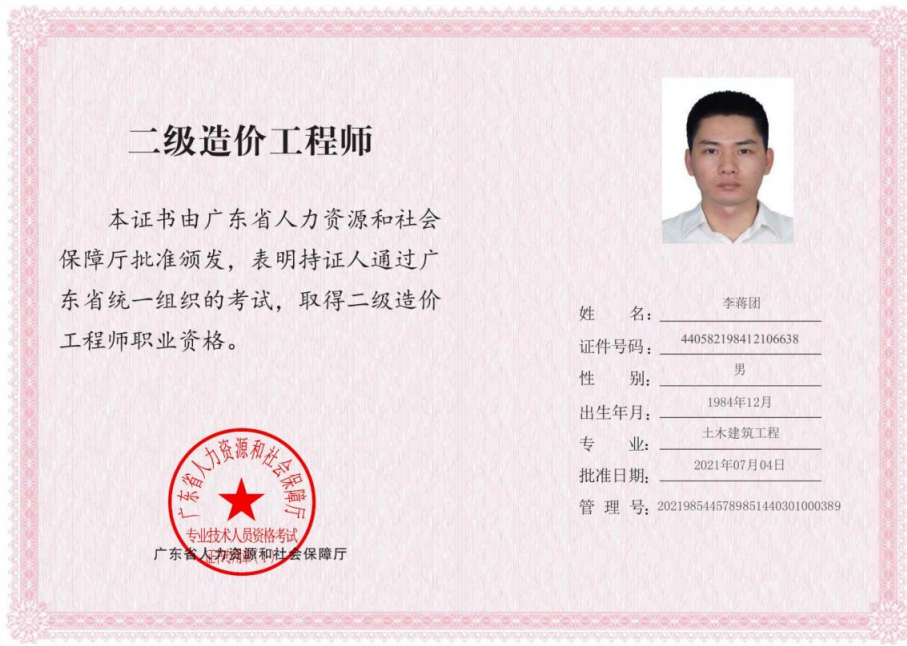 二级造价工程师
本证书由广东省人力资源和社会
保障厅批准颁发，表明持证人通过广
东省统一组织的考试，取得二级造价
工程师职业资格。
广东省人力资源和社会保障厅
专业技术人员资格考试
广东省人力资源和社会保障厅
姓 名：李蒋团
证件号码：440582198412106638
性 别：男
出生年月：1984年12月
专 业：土木建筑工程
批准日期：2021年07月04日
管 理 号：20219854457898514403010003​89